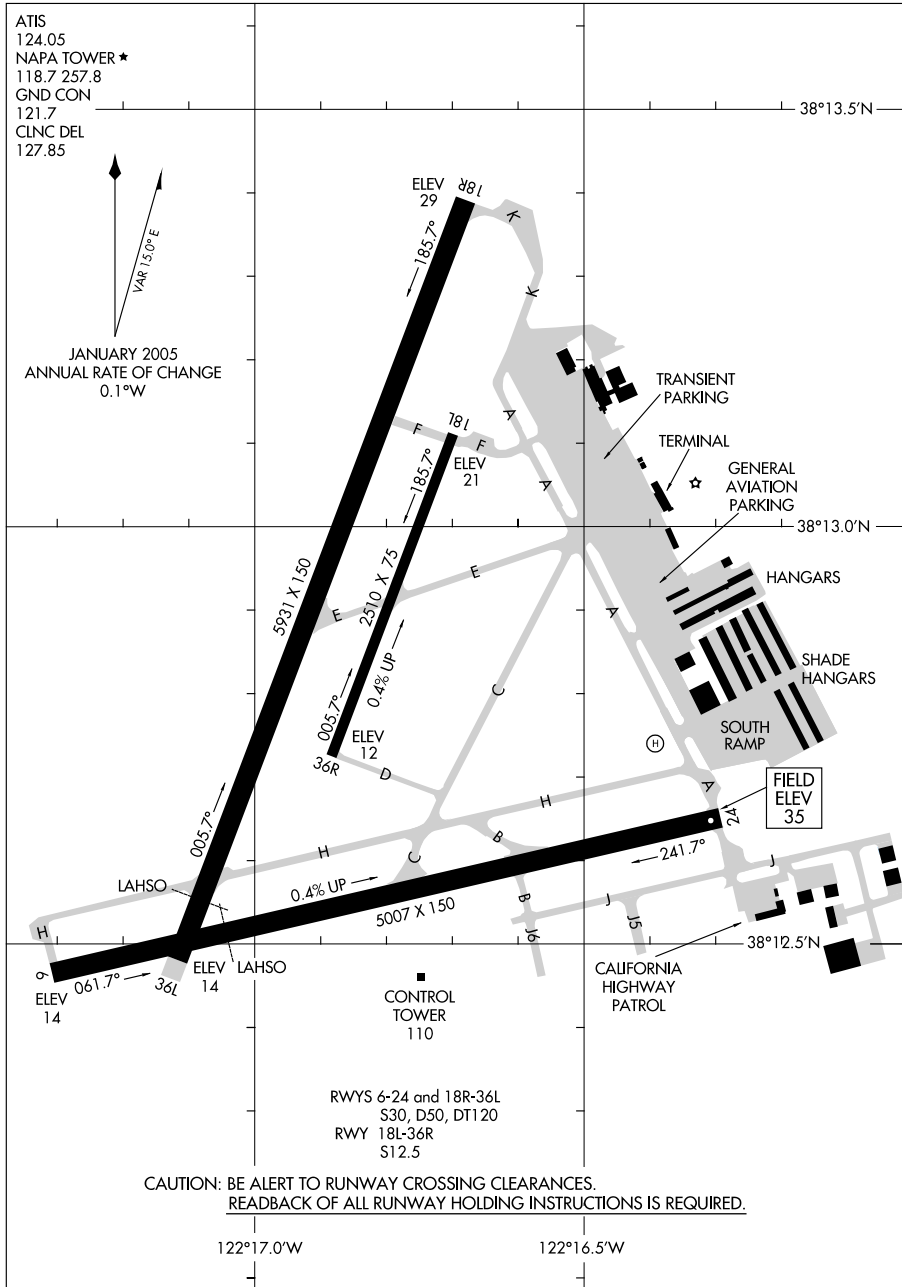 ATIS
124.05
NAPA TOWER ★
118.7 257.8
GND CON
121.7
CLNC DEL
127.85
38°13.5'N
VAR 15.0° E
JANUARY 2005
ANNUAL RATE OF CHANGE
0.1°W
ELEV
29
18R
K
K
185.7°
TRANSIENT
PARKING
TERMINAL
GENERAL
AVIATION
PARKING
A
18L
F
F
ELEV
21
A
185.7°
38°13.0'N
5931 X 150
2510 X 75
E
E
HANGARS
A
SHADE
HANGARS
C
005.7°
0.4% UP
SOUTH
RAMP
H
36R
ELEV
12
D
A
FIELD
ELEV
35
H
24
005.7°
H
B
C
241.7°
J
LAHSO
0.4% UP
5007 X 150
B
J
J5
J6
H
38°12.5'N
6
061.7°
36L
ELEV
14
LAHSO
ELEV
14
CONTROL
TOWER
110
CALIFORNIA
HIGHWAY
PATROL
RWYS 6-24 and 18R-36L
S30, D50, DT120
RWY 18L-36R
S12.5
CAUTION: BE ALERT TO RUNWAY CROSSING CLEARANCES.
READBACK OF ALL RUNWAY HOLDING INSTRUCTIONS IS REQUIRED.
122°17.0'W
122°16.5'W